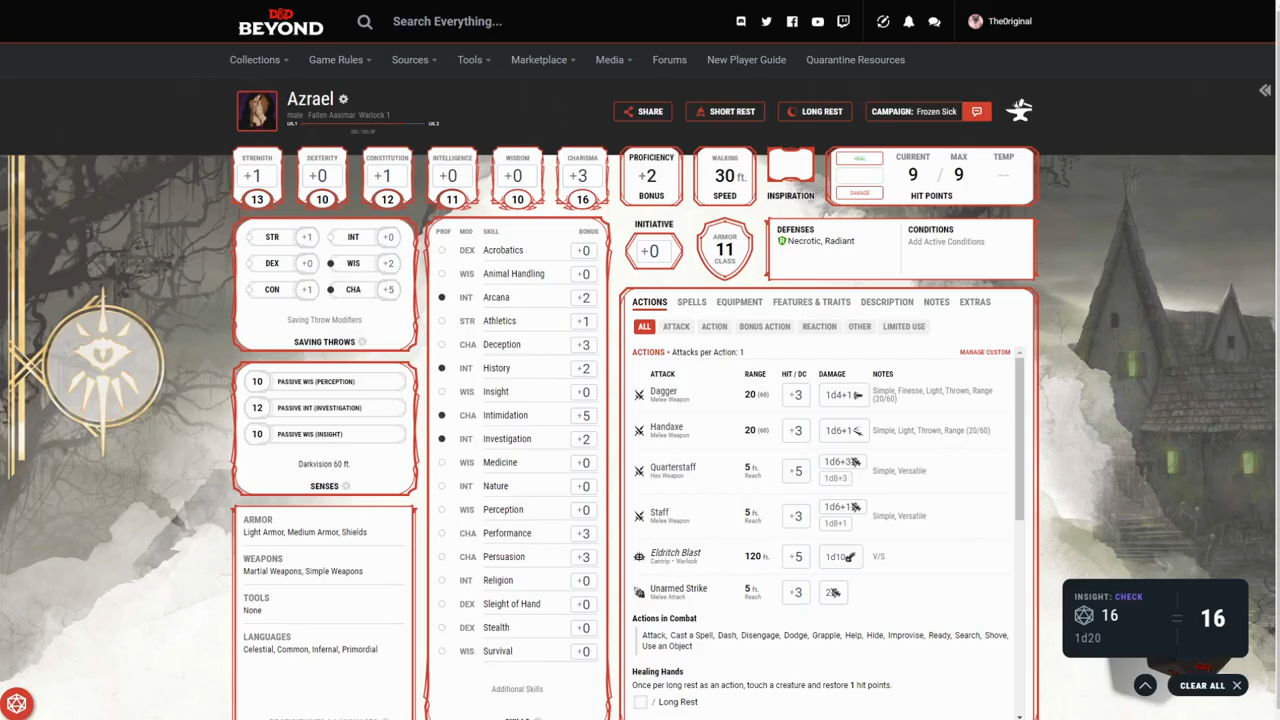 D&D
BEYOND
Search Everything...
The0riginal
Collections
Game Rules
Sources
Tools
Marketplace
Media
Forums
New Player Guide
Quarantine Resources
Azrael
male Fallen Aasimar Warlock 1
LVL 1
LVL 2
SHARE
SHORT REST
LONG REST
CAMPAIGN: Frozen Sick
STRENGTH
+1
13
DEXTERITY
+0
10
CONSTITUTION
+1
12
INTELLIGENCE
+0
11
WISDOM
+0
10
CHARISMA
+3
16
PROFICIENCY
+2
BONUS
WALKING
30 ft.
SPEED
INSPIRATION
HEAL
DAMAGE
CURRENT
MAX
TEMP
9 / 9
--
HIT POINTS
STR +1
INT +0
DEX +0
WIS +2
CON +1
CHA +5
Saving Throw Modifiers
SAVING THROWS
10 PASSIVE WIS (PERCEPTION)
12 PASSIVE INT (INVESTIGATION)
10 PASSIVE WIS (INSIGHT)
Darkvision 60 ft.
SENSES
ARMOR
Light Armor, Medium Armor, Shields
WEAPONS
Martial Weapons, Simple Weapons
TOOLS
None
LANGUAGES
Celestial, Common, Infernal, Primordial
PROF MOD SKILL BONUS
DEX Acrobatics +0
WIS Animal Handling +0
INT Arcana +2
STR Athletics +1
CHA Deception +3
INT History +2
WIS Insight +0
CHA Intimidation +5
INT Investigation +2
WIS Medicine +0
INT Nature +0
WIS Perception +0
CHA Performance +3
CHA Persuasion +3
INT Religion +0
DEX Sleight of Hand +0
DEX Stealth +0
WIS Survival +0
Additional Skills
INITIATIVE
+0
ARMOR
11
CLASS
DEFENSES
Necrotic, Radiant
CONDITIONS
Add Active Conditions
ACTIONS
SPELLS
EQUIPMENT
FEATURES & TRAITS
DESCRIPTION
NOTES
EXTRAS
ALL
ATTACK
ACTION
BONUS ACTION
REACTION
OTHER
LIMITED USE
ACTIONS • Attacks per Action: 1
MANAGE CUSTOM
ATTACK RANGE HIT / DC DAMAGE NOTES
Dagger
Melee Weapon
20 (60)
+3
1d4+1
Simple, Finesse, Light, Thrown, Range
(20/60)
Handaxe
Melee Weapon
20 (60)
+3
1d6+1
Simple, Light, Thrown, Range (20/60)
Quarterstaff
Hex Weapon
5 ft.
Reach
+5
1d6+3
1d8+3
Simple, Versatile
Staff
Melee Weapon
5 ft.
Reach
+3
1d6+1
1d8+1
Simple, Versatile
Eldritch Blast
Cantrip • Warlock
120 ft.
+5
1d10
V/S
Unarmed Strike
Melee Attack
5 ft.
Reach
+3
2
Actions in Combat
Attack, Cast a Spell, Dash, Disengage, Dodge, Grapple, Help, Hide, Improvise, Ready, Search, Shove,
Use an Object
Healing Hands
Once per long rest as an action, touch a creature and restore 1 hit points.
/ Long Rest
INSIGHT: CHECK
16 = 16
1d20
CLEAR ALL